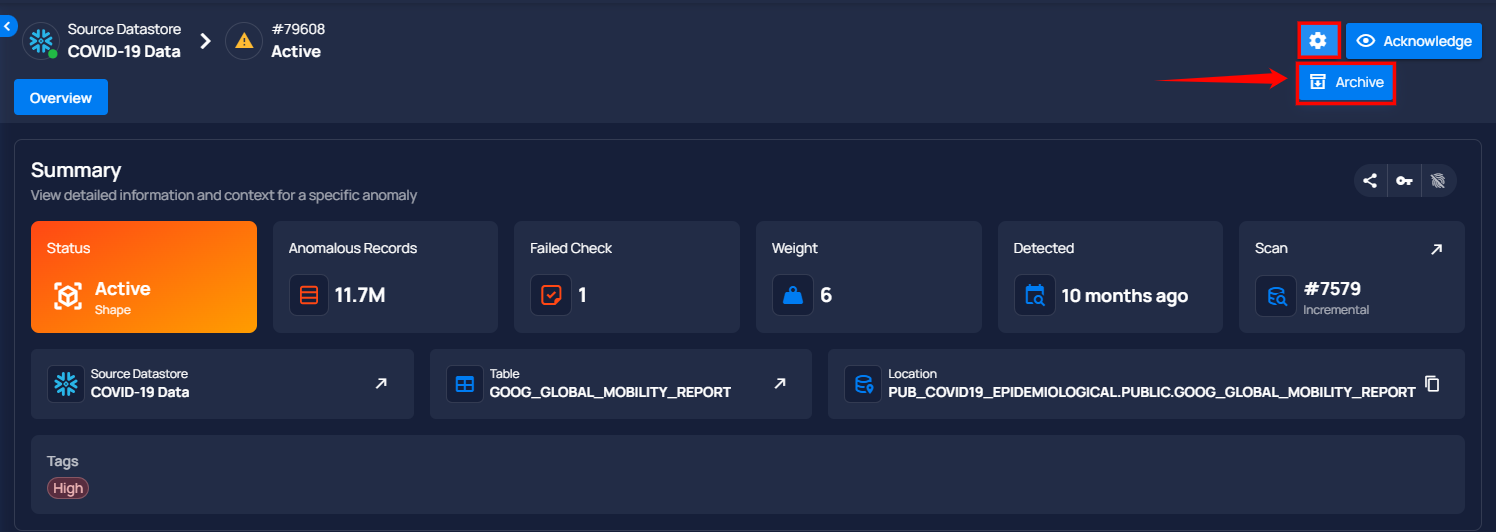 Source Datastore
COVID-19 Data
#79608
Active
Acknowledge
Archive
Overview
Summary
View detailed information and context for a specific anomaly
Status
Active
Shape
Anomalous Records
11.7M
Failed Check
1
Weight
6
Detected
10 months ago
Scan
#7579
Incremental
Source Datastore
COVID-19 Data
Table
GOOG_GLOBAL_MOBILITY_REPORT
Location
PUB_COVID19_EPIDEMIOLOGICAL.PUBLIC.GOOG_GLOBAL_MOBILITY_REPORT
Tags
High